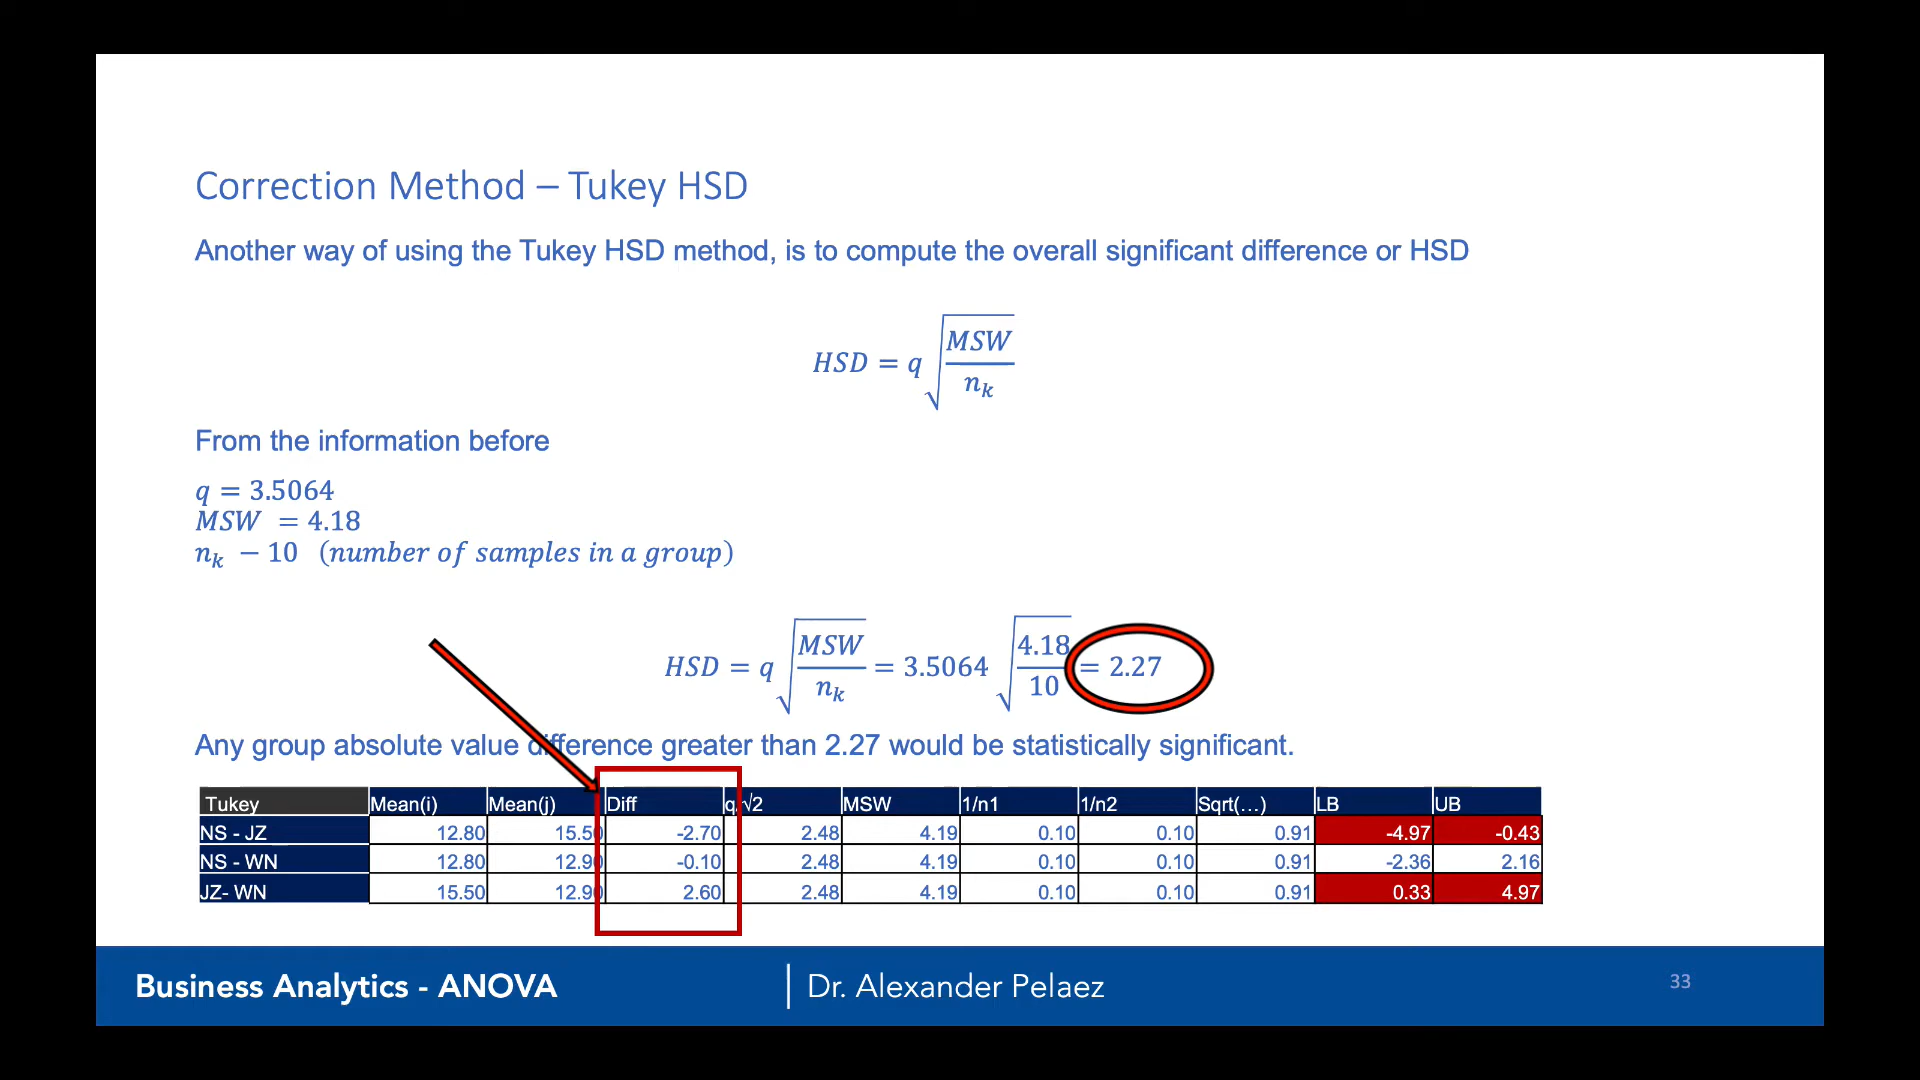 Correction Method – Tukey HSD
Another way of using the Tukey HSD method, is to compute the overall significant difference or HSD
HSD = q √(MSW / n_k)
From the information before
q = 3.5064
MSW = 4.18
n_k − 10 (number of samples in a group)
HSD = q √(MSW / n_k) = 3.5064 √(4.18 / 10) = 2.27
Any group absolute value difference greater than 2.27 would be statistically significant.
Tukey Mean(i) Mean(j) Diff q/√2 MSW 1/n1 1/n2 Sqrt(…) LB UB
NS - JZ 12.80 15.50 -2.70 2.48 4.19 0.10 0.10 0.91 -4.97 -0.43
NS - WN 12.80 12.90 -0.10 2.48 4.19 0.10 0.10 0.91 -2.36 2.16
JZ- WN 15.50 12.90 2.60 2.48 4.19 0.10 0.10 0.91 0.33 4.97
Business Analytics - ANOVA | Dr. Alexander Pelaez 33